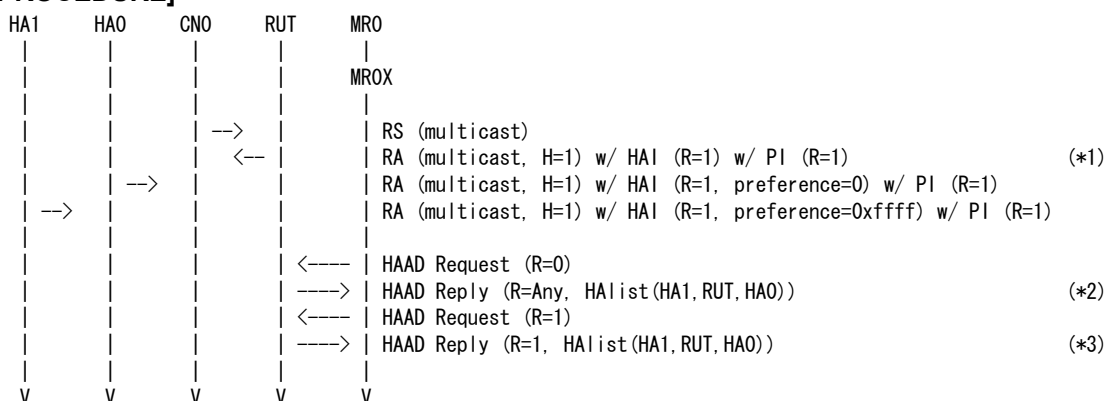 HA1 HA0 CN0 RUT MR0
| | | | |
| | | | MR0X
| | | | |
| | | --> | | RS (multicast)
| | | <-- | | RA (multicast, H=1) w/ HAI (R=1) w/ PI (R=1) (*1)
| | --> | | | RA (multicast, H=1) w/ HAI (R=1, preference=0) w/ PI (R=1)
| --> | | | | RA (multicast, H=1) w/ HAI (R=1, preference=0xffff) w/ PI (R=1)
| | | | |
| | | | <---- | HAAD Request (R=0)
| | | | ----> | HAAD Reply (R=Any, HAlist(HA1,RUT,HA0)) (*2)
| | | | <---- | HAAD Request (R=1)
| | | | ----> | HAAD Reply (R=1, HAlist(HA1,RUT,HA0)) (*3)
| | | | |
V V V V V